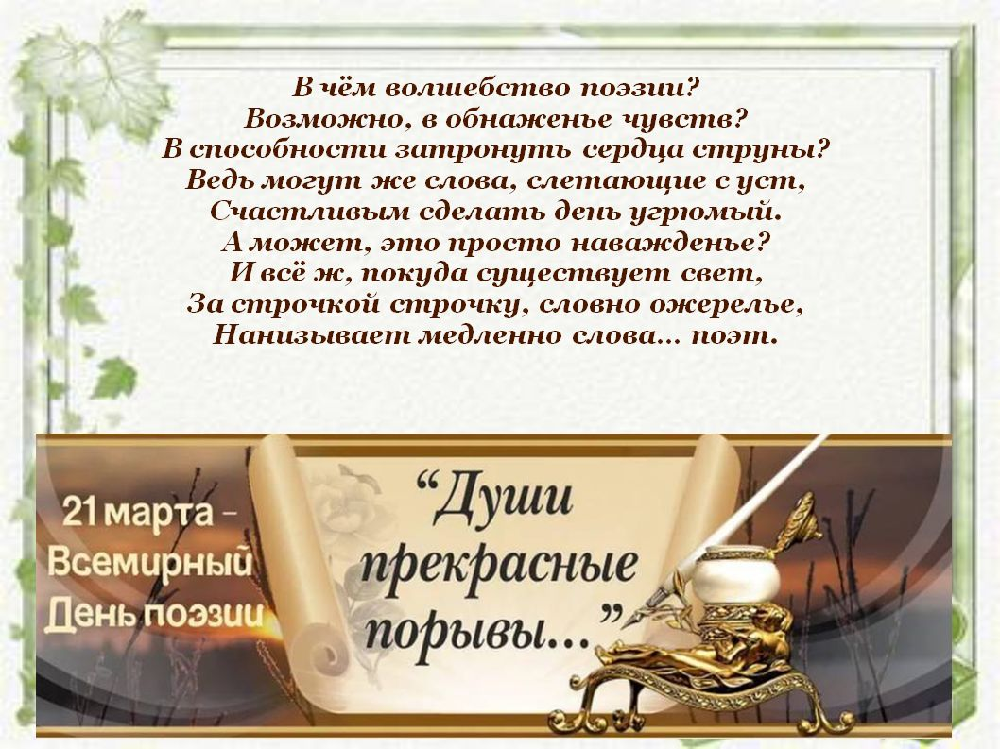 В чём волшебство поэзии?
Возможно, в обнаженье чувств?
В способности затронуть сердца струны?
Ведь могут же слова, слетающие с уст,
Счастливым сделать день угрюмый.
А может, это просто наважденье?
И всё ж, покуда существует свет,
За строчкой строчку, словно ожерелье,
Нанизывает медленно слова... поэт.
21 марта –
Всемирный
День поэзии
“Души
прекрасные
порывы...”